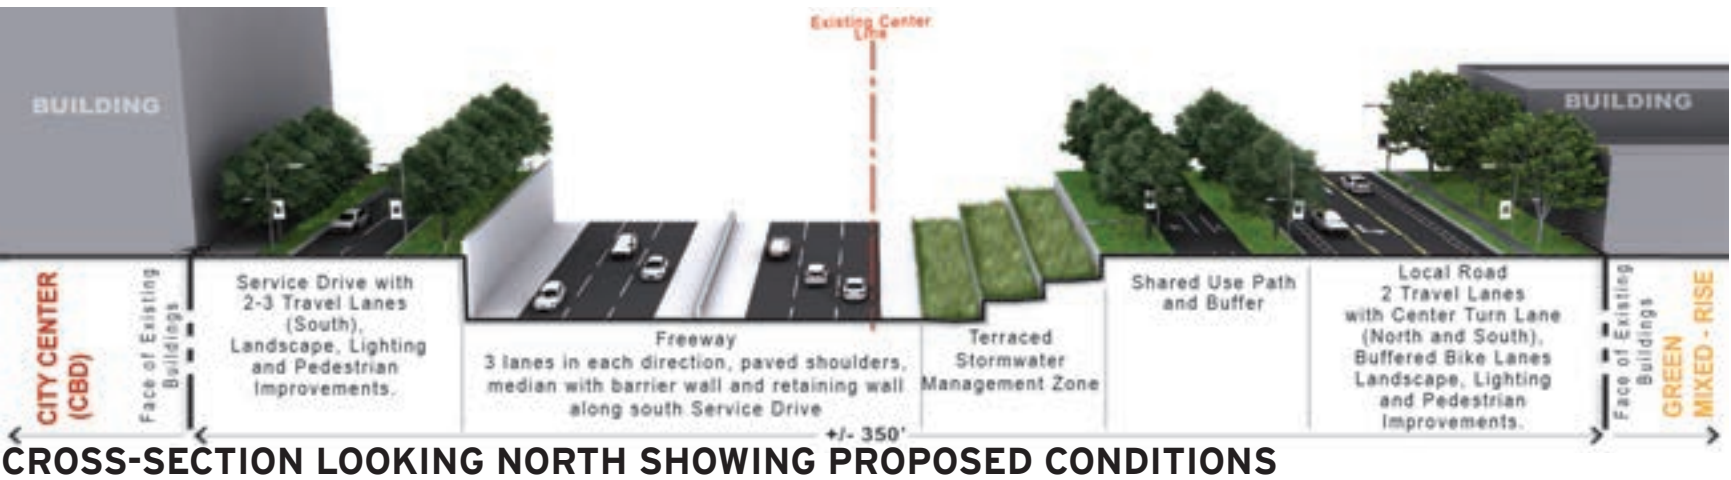 Existing Center
Line
BUILDING
BUILDING
CITY CENTER
(CBD)
Face of Existing
Buildings
Service Drive with
2-3 Travel Lanes
(South),
Landscape, Lighting
and Pedestrian
Improvements.
Freeway
3 lanes in each direction, paved shoulders,
median with barrier wall and retaining wall
along south Service Drive
Terraced
Stormwater
Management Zone
Shared Use Path
and Buffer
Local Road
2 Travel Lanes
with Center Turn Lane
(North and South),
Buffered Bike Lanes
Landscape, Lighting
and Pedestrian
Improvements.
Face of Existing
Buildings
GREEN
MIXED - RISE
+/- 350'
CROSS-SECTION LOOKING NORTH SHOWING PROPOSED CONDITIONS